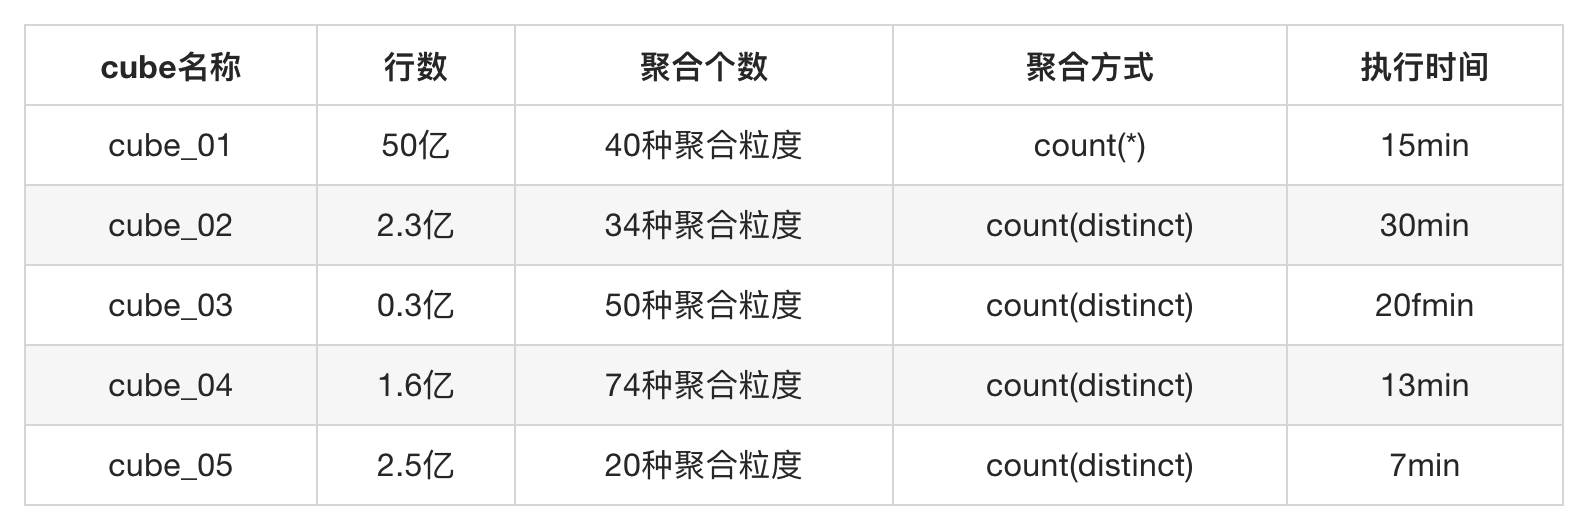 cube名称 行数 聚合个数 聚合方式 执行时间
cube_01 50亿 40种聚合粒度 count(*) 15min
cube_02 2.3亿 34种聚合粒度 count(distinct) 30min
cube_03 0.3亿 50种聚合粒度 count(distinct) 20fmin
cube_04 1.6亿 74种聚合粒度 count(distinct) 13min
cube_05 2.5亿 20种聚合粒度 count(distinct) 7min